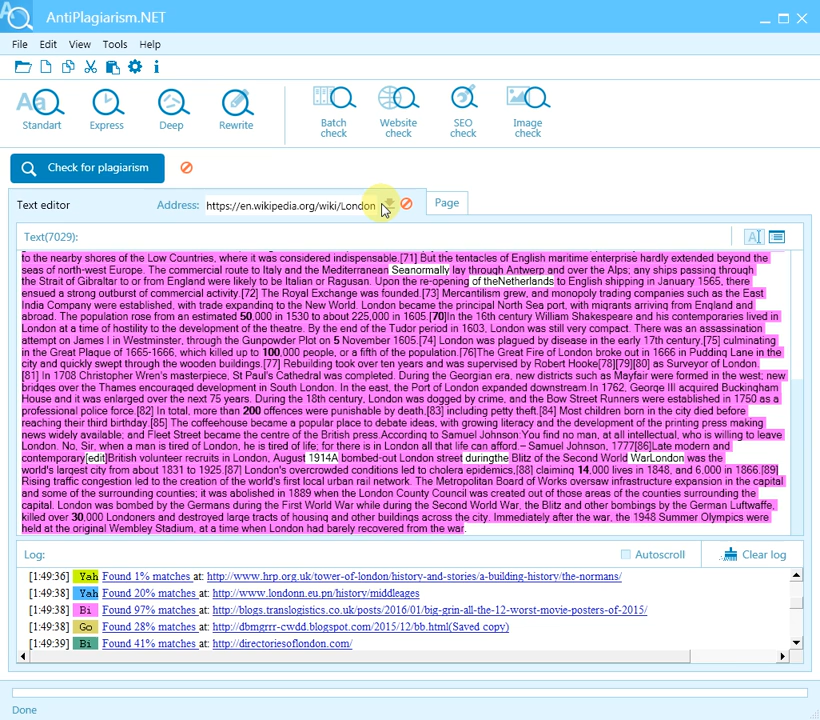 AntiPlagiarism.NET
File Edit View Tools Help
Standart Express Deep Rewrite Batch check Website check SEO check Image check
Check for plagiarism
Text editor Address: https://en.wikipedia.org/wiki/London Page
Text(7029):
to the nearby shores of the Low Countries, where it was considered indispensable.[71] But the tentacles of English maritime enterprise hardly extended beyond the
seas of north-west Europe. The commercial route to Italy and the Mediterranean Seanormally lay through Antwerp and over the Alps; any ships passing through
the Strait of Gibraltar to or from England were likely to be Italian or Ragusan. Upon the re-opening of theNetherlands to English shipping in January 1565, there
ensued a strong outburst of commercial activity.[72] The Royal Exchange was founded.[73] Mercantilism grew, and monopoly trading companies such as the East
India Company were established, with trade expanding to the New World. London became the principal North Sea port, with migrants arriving from England and
abroad. The population rose from an estimated 50,000 in 1530 to about 225,000 in 1605.[70]In the 16th century William Shakespeare and his contemporaries lived in
London at a time of hostility to the development of the theatre. By the end of the Tudor period in 1603, London was still very compact. There was an assassination
attempt on James I in Westminster, through the Gunpowder Plot on 5 November 1605.[74] London was plagued by disease in the early 17th century,[75] culminating
in the Great Plague of 1665-1666, which killed up to 100,000 people, or a fifth of the population.[76]The Great Fire of London broke out in 1666 in Pudding Lane in the
city and quickly swept through the wooden buildings.[77] Rebuilding took over ten years and was supervised by Robert Hooke[78][79][80] as Surveyor of London.
[81] In 1708 Christopher Wren's masterpiece, St Paul's Cathedral was completed. During the Georgian era, new districts such as Mayfair were formed in the west; new
bridges over the Thames encouraged development in South London. In the east, the Port of London expanded downstream.In 1762, George III acquired Buckingham
House and it was enlarged over the next 75 years. During the 18th century, London was dogged by crime, and the Bow Street Runners were established in 1750 as a
professional police force.[82] In total, more than 200 offences were punishable by death,[83] including petty theft.[84] Most children born in the city died before
reaching their third birthday.[85] The coffeehouse became a popular place to debate ideas, with growing literacy and the development of the printing press making
news widely available; and Fleet Street became the centre of the British press.According to Samuel Johnson:You find no man, at all intellectual, who is willing to leave
London. No, Sir, when a man is tired of London, he is tired of life; for there is in London all that life can afford.– Samuel Johnson, 1777[86]Late modern and
contemporary[edit]British volunteer recruits in London, August 1914A bombed-out London street duringthe Blitz of the Second World WarLondon was the
world's largest city from about 1831 to 1925.[87] London's overcrowded conditions led to cholera epidemics,[88] claiming 14,000 lives in 1848, and 6,000 in 1866.[89]
Rising traffic congestion led to the creation of the world's first local urban rail network. The Metropolitan Board of Works oversaw infrastructure expansion in the capital
and some of the surrounding counties; it was abolished in 1889 when the London County Council was created out of those areas of the counties surrounding the
capital. London was bombed by the Germans during the First World War while during the Second World War, the Blitz and other bombings by the German Luftwaffe,
killed over 30,000 Londoners and destroyed large tracts of housing and other buildings across the city. Immediately after the war, the 1948 Summer Olympics were
held at the original Wembley Stadium, at a time when London had barely recovered from the war.
Log: Autoscroll Clear log
[1:49:36] Yah Found 1% matches at: http://www.hrp.org.uk/tower-of-london/history-and-stories/a-building-history/the-normans/
[1:49:38] Yah Found 20% matches at: http://www.londonn.eu.pn/history/middleages
[1:49:38] Bi Found 97% matches at: http://blogs.translogistics.co.uk/posts/2016/01/big-grin-all-the-12-worst-movie-posters-of-2015/
[1:49:38] Go Found 28% matches at: http://dbmgrrr-cwdd.blogspot.com/2015/12/bb.html(Saved copy)
[1:49:39] Bi Found 41% matches at: http://directoriesoflondon.com/
Done